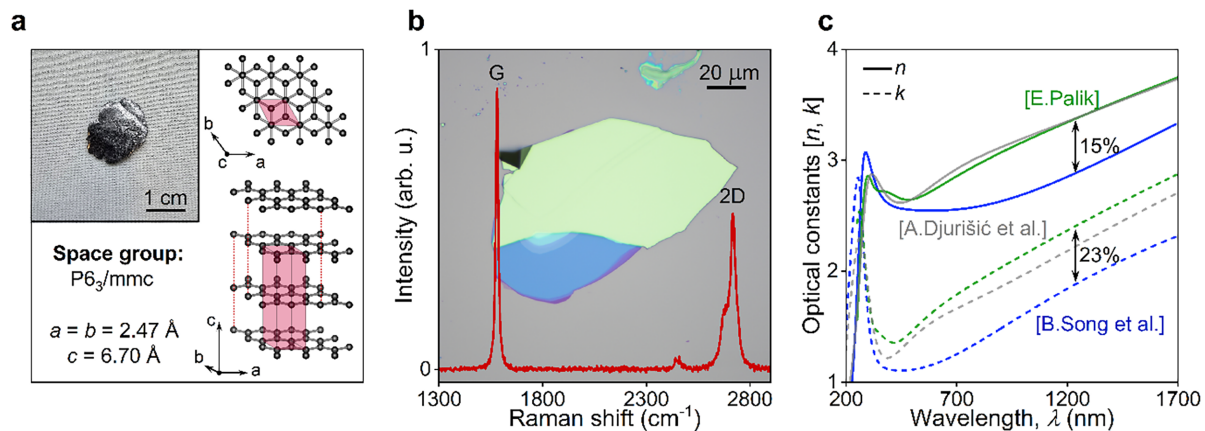 a
1 cm
b
c
a
Space group:
P6₃/mmc
a = b = 2.47 Å
c = 6.70 Å
c
b
a
b
1
G
20 μm
2D
Intensity (arb. u.)
0
1300
1800
2300
2800
Raman shift (cm⁻¹)
c
4
n
k
[E.Palik]
15%
3
[A.Djurišić et al.]
23%
2
[B.Song et al.]
Optical constants [n, k]
1
200
700
1200
1700
Wavelength, λ (nm)